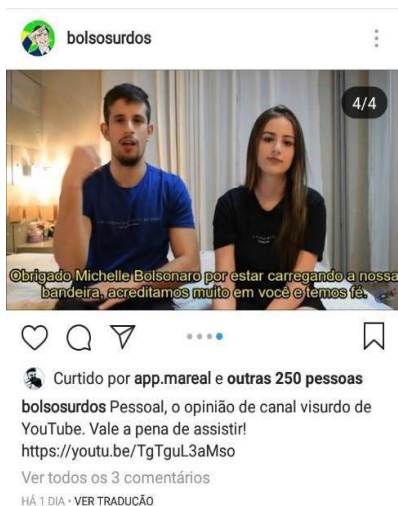 bolsosurdos
4/4
Obrigado Michelle Bolsonaro por estar carregando a nossa
bandeira, acreditamos muito em você e temos fé.
Curtido por app.mareal e outras 250 pessoas
bolsosurdos Pessoal, o opinião de canal visurdo de
YouTube. Vale a pena de assistir!
https://youtu.be/TgTguL3aMso
Ver todos os 3 comentários
HÁ 1 DIA • VER TRADUÇÃO